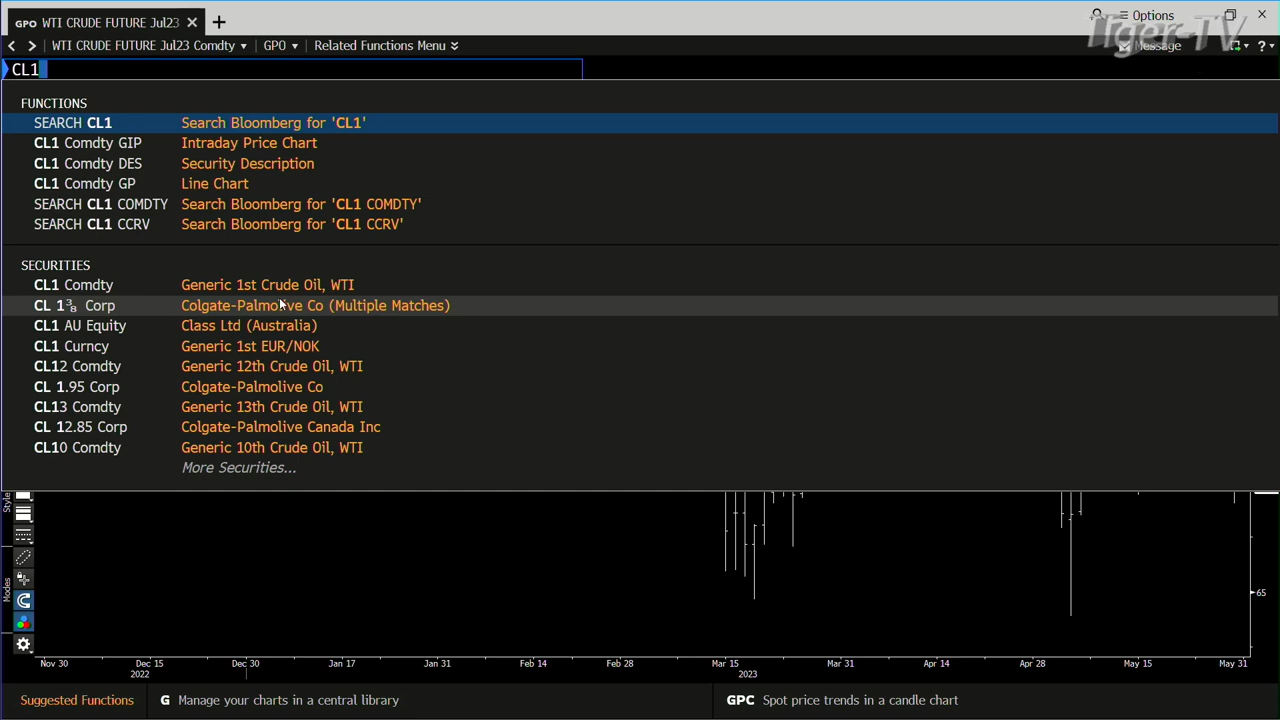 GPO WTI CRUDE FUTURE Jul23
Options
Tiger-TV
WTI CRUDE FUTURE Jul23 Comdty GPO Related Functions Menu Message
CL1
FUNCTIONS
SEARCH CL1 Search Bloomberg for 'CL1'
CL1 Comdty GIP Intraday Price Chart
CL1 Comdty DES Security Description
CL1 Comdty GP Line Chart
SEARCH CL1 COMDTY Search Bloomberg for 'CL1 COMDTY'
SEARCH CL1 CCRV Search Bloomberg for 'CL1 CCRV'
SECURITIES
CL1 Comdty Generic 1st Crude Oil, WTI
CL 1 3/8 Corp Colgate-Palmolive Co (Multiple Matches)
CL1 AU Equity Class Ltd (Australia)
CL1 Curncy Generic 1st EUR/NOK
CL12 Comdty Generic 12th Crude Oil, WTI
CL 1.95 Corp Colgate-Palmolive Co
CL13 Comdty Generic 13th Crude Oil, WTI
CL 12.85 Corp Colgate-Palmolive Canada Inc
CL10 Comdty Generic 10th Crude Oil, WTI
More Securities...
Style
Modes
65
Nov 30 Dec 15 Dec 30 Jan 17 Jan 31 Feb 14 Feb 28 Mar 15 Mar 31 Apr 14 Apr 28 May 15 May 31
2022 2023
Suggested Functions G Manage your charts in a central library GPC Spot price trends in a candle chart